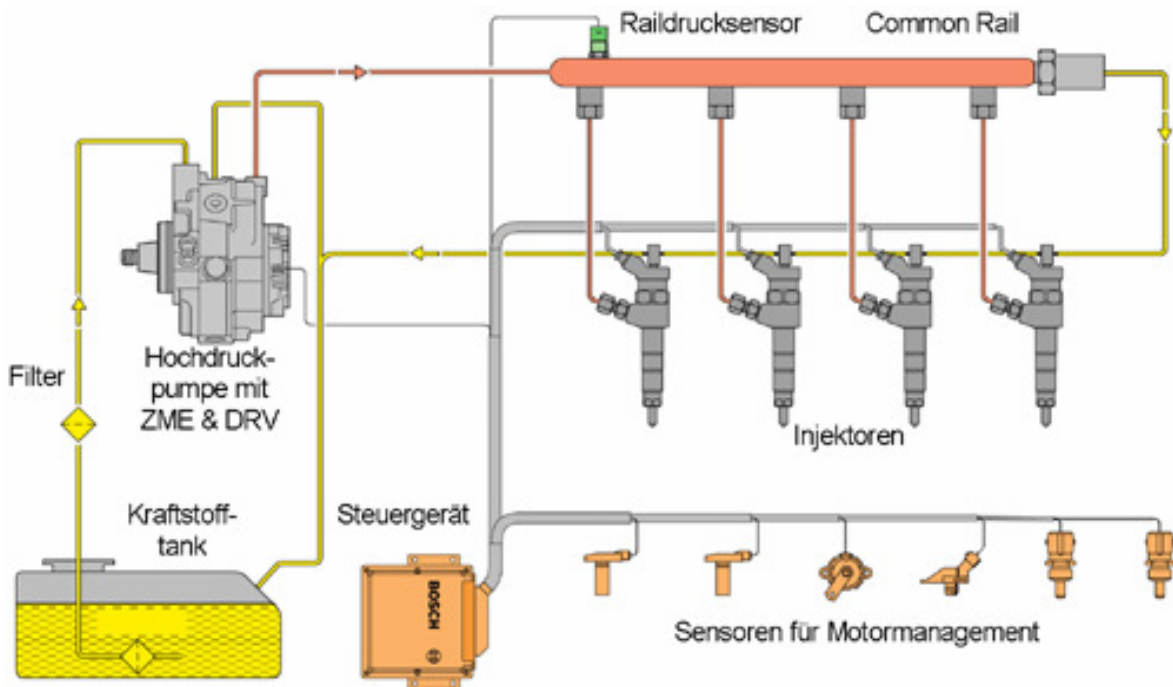 Raildrucksensor
Common Rail
Filter
Hochdruck-
pumpe mit
ZME & DRV
Injektoren
Kraftstoff-
tank
Steuergerät
BOSCH
Sensoren für Motormanagement